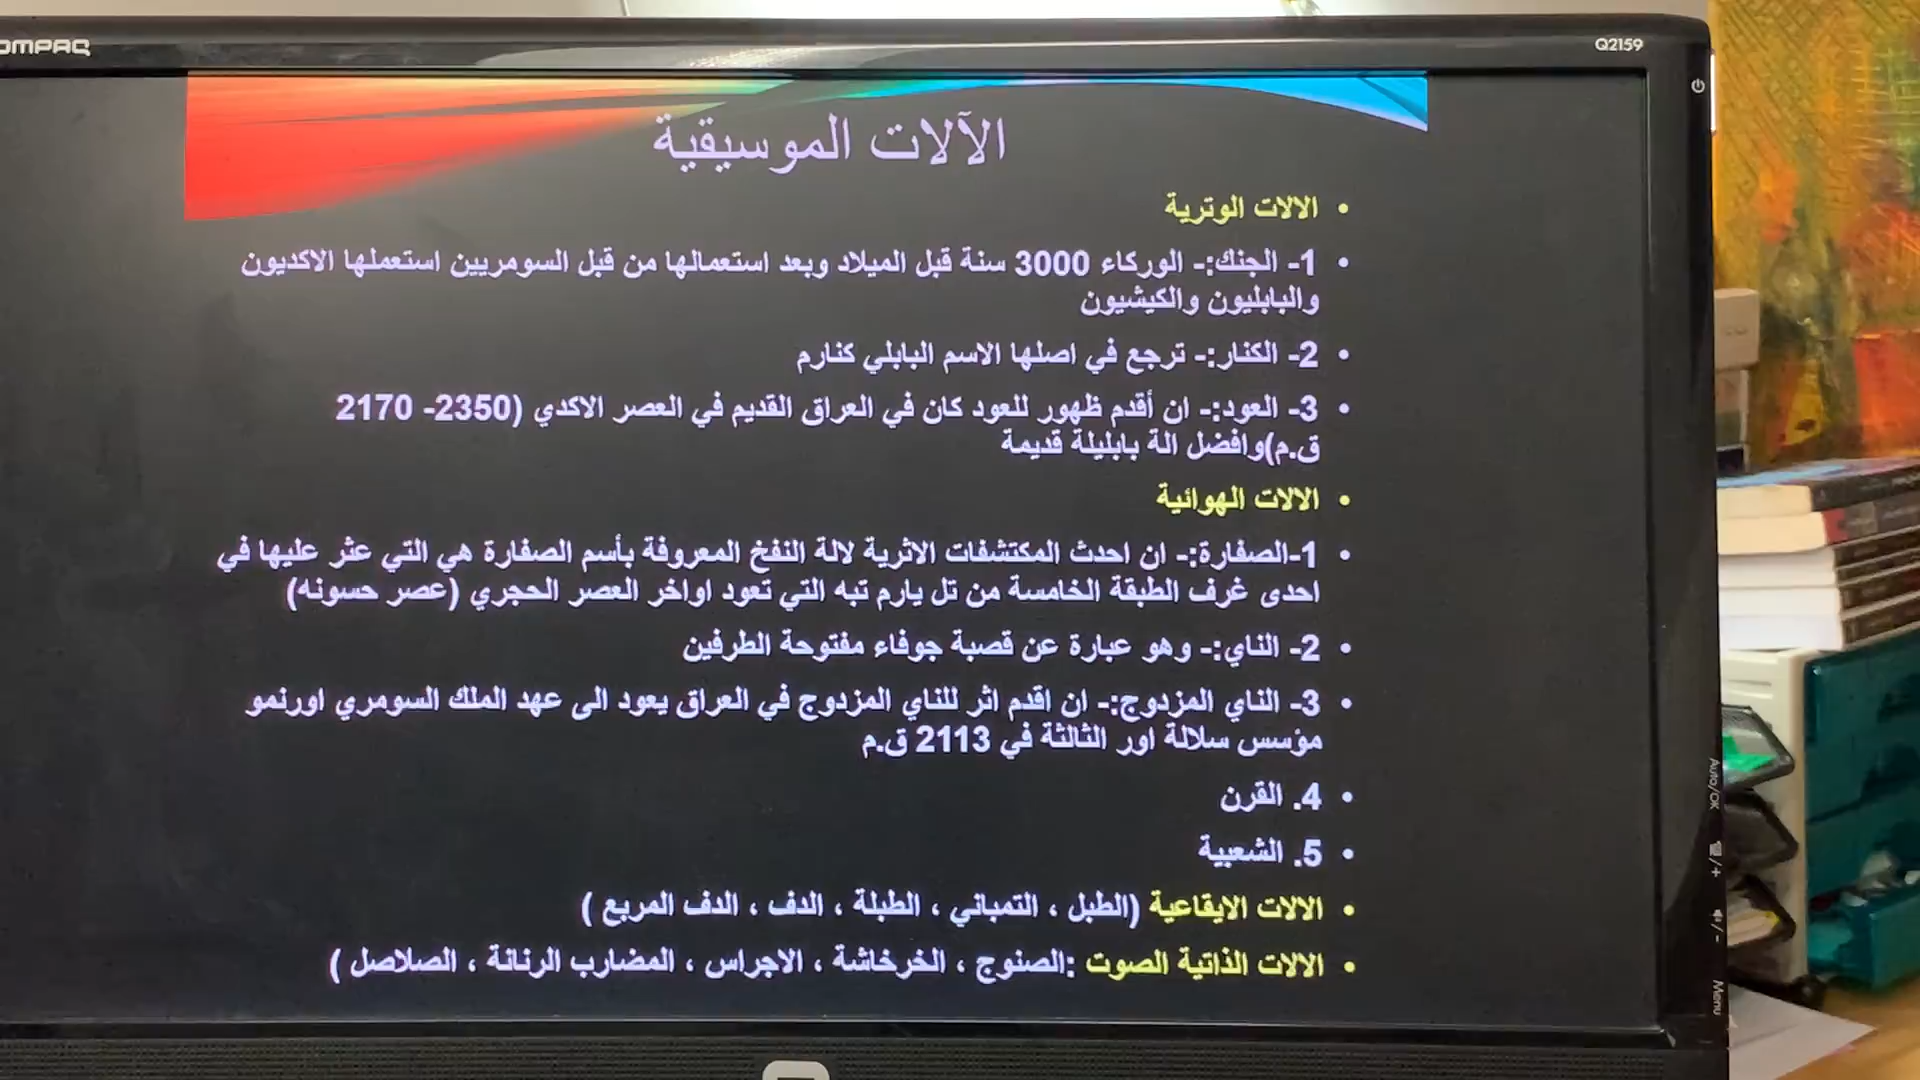 COMPAQ
Q2159
الآلات الموسيقية
• الالات الوترية
• 1- الجنك:- الوركاء 3000 سنة قبل الميلاد وبعد استعمالها من قبل السومريين استعملها الاكديون
والبابليون والكيشيون
• 2- الكنار:- ترجع في اصلها الاسم البابلي كنارم
• 3- العود:- ان أقدم ظهور للعود كان في العراق القديم في العصر الاكدي (2350- 2170
ق.م)وافضل الة بابليلة قديمة
• الالات الهوائية
• 1-الصفارة:- ان احدث المكتشفات الاثرية لالة النفخ المعروفة بأسم الصفارة هي التي عثر عليها في
احدى غرف الطبقة الخامسة من تل يارم تبه التي تعود اواخر العصر الحجري (عصر حسونه)
• 2- الناي:- وهو عبارة عن قصبة جوفاء مفتوحة الطرفين
• 3- الناي المزدوج:- ان اقدم اثر للناي المزدوج في العراق يعود الى عهد الملك السومري اورنمو
مؤسس سلالة اور الثالثة في 2113 ق.م
• 4. القرن
• 5. الشعبية
• الالات الايقاعية (الطبل ، التمباني ، الطبلة ، الدف ، الدف المربع )
• الالات الذاتية الصوت :الصنوج ، الخرخاشة ، الاجراس ، المضارب الرنانة ، الصلاصل )
Auto/OK
/+
/-
Menu